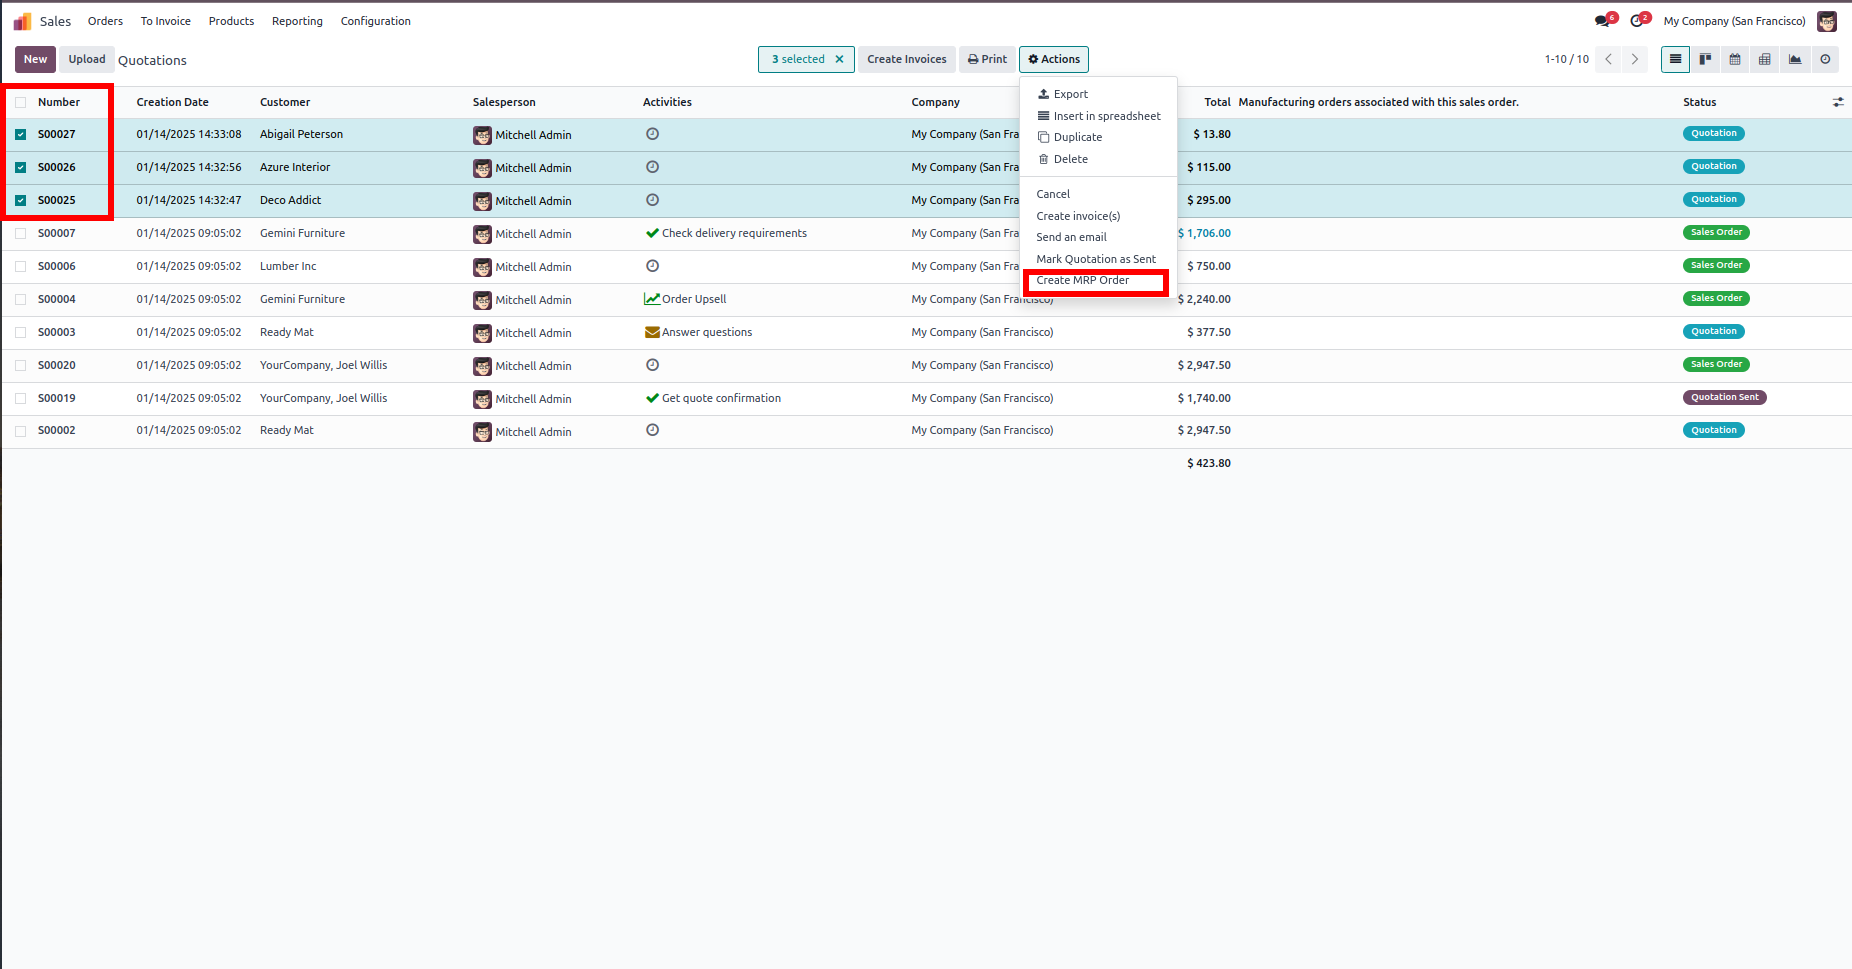 Sales Orders To Invoice Products Reporting Configuration 6 2 My Company (San Francisco)
New Upload Quotations 3 selected × Create Invoices Print Actions 1-10 / 10
Number Creation Date Customer Salesperson Activities Company Total Manufacturing orders associated with this sales order. Status
S00027 01/14/2025 14:33:08 Abigail Peterson Mitchell Admin My Company (San Fra $ 13.80 Quotation
S00026 01/14/2025 14:32:56 Azure Interior Mitchell Admin My Company (San Fra $ 115.00 Quotation
S00025 01/14/2025 14:32:47 Deco Addict Mitchell Admin My Company (San Fra $ 295.00 Quotation
S00007 01/14/2025 09:05:02 Gemini Furniture Mitchell Admin Check delivery requirements My Company (San Fra $ 1,706.00 Sales Order
S00006 01/14/2025 09:05:02 Lumber Inc Mitchell Admin My Company (San Fra $ 750.00 Sales Order
S00004 01/14/2025 09:05:02 Gemini Furniture Mitchell Admin Order Upsell My Company (San Francisco) $ 2,240.00 Sales Order
S00003 01/14/2025 09:05:02 Ready Mat Mitchell Admin Answer questions My Company (San Francisco) $ 377.50 Quotation
S00020 01/14/2025 09:05:02 YourCompany, Joel Willis Mitchell Admin My Company (San Francisco) $ 2,947.50 Sales Order
S00019 01/14/2025 09:05:02 YourCompany, Joel Willis Mitchell Admin Get quote confirmation My Company (San Francisco) $ 1,740.00 Quotation Sent
S00002 01/14/2025 09:05:02 Ready Mat Mitchell Admin My Company (San Francisco) $ 2,947.50 Quotation
$ 423.80
Export
Insert in spreadsheet
Duplicate
Delete
Cancel
Create invoice(s)
Send an email
Mark Quotation as Sent
Create MRP Order